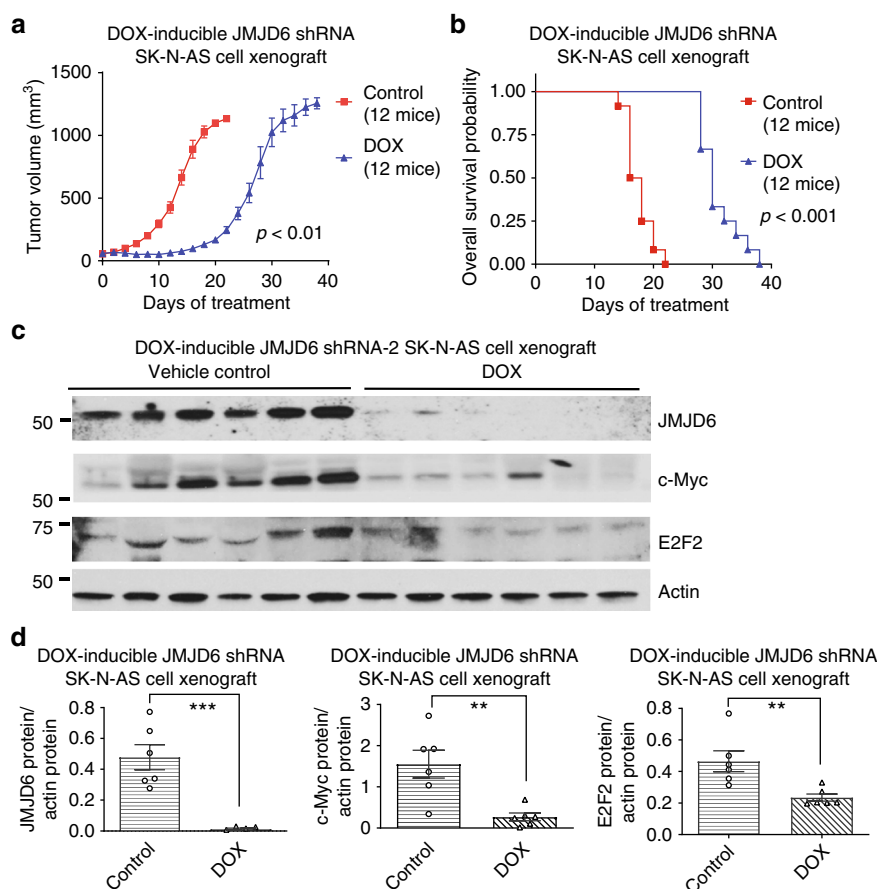 a
DOX-inducible JMJD6 shRNA
SK-N-AS cell xenograft
1500
1000
500
0
Tumor volume (mm³)
0 10 20 30 40
Days of treatment
Control
(12 mice)
DOX
(12 mice)
p < 0.01
b
DOX-inducible JMJD6 shRNA
SK-N-AS cell xenograft
1.00
0.75
0.50
0.25
0.00
Overall survival probability
0 10 20 30 40
Days of treatment
Control
(12 mice)
DOX
(12 mice)
p < 0.001
c
DOX-inducible JMJD6 shRNA-2 SK-N-AS cell xenograft
Vehicle control DOX
50 JMJD6
c-Myc
50
75
E2F2
50
Actin
d
DOX-inducible JMJD6 shRNA
SK-N-AS cell xenograft
0.8
0.6
0.4
0.2
0.0
JMJD6 protein/
actin protein
***
Control DOX
DOX-inducible JMJD6 shRNA
SK-N-AS cell xenograft
3
2
1
0
c-Myc protein/
actin protein
**
Control DOX
DOX-inducible JMJD6 shRNA
SK-N-AS cell xenograft
0.8
0.6
0.4
0.2
0.0
E2F2 protein/
actin protein
**
Control DOX